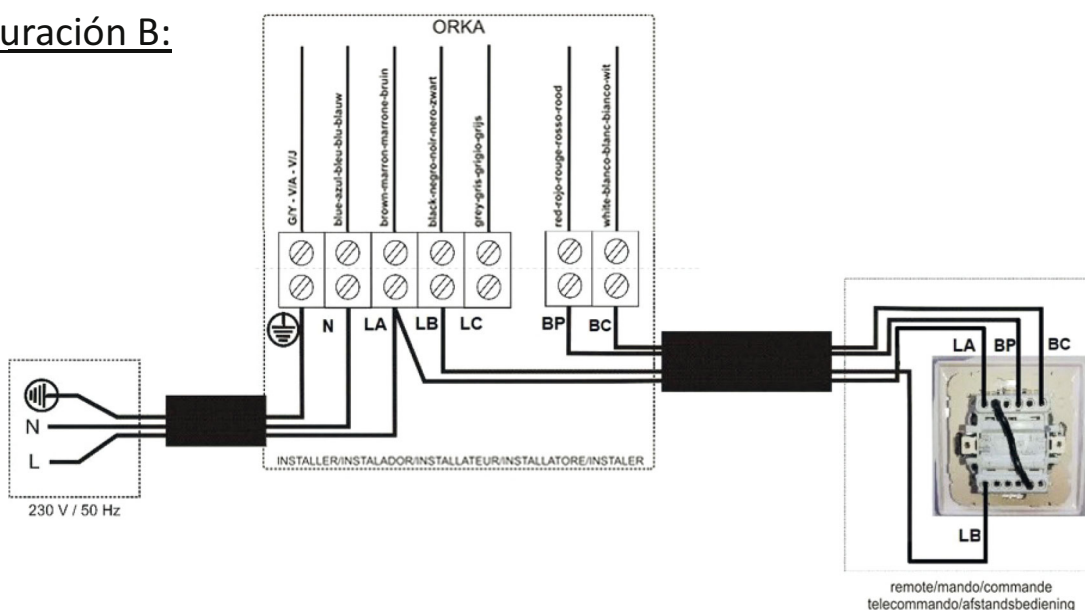 uración B:
ORKA
G/Y - V/A - V/J
blue-azul-bleu-blu-blauw
brown-marron-marrone-bruin
black-negro-noir-nero-zwart
grey-gris-grigio-grijs
red-rojo-rouge-rosso-rood
white-blanco-blanc-bianco-wit
N LA LB LC BP BC
LA BP BC
N
L
INSTALLER/INSTALADOR/INSTALLATEUR/INSTALLATORE/INSTALER
230 V / 50 Hz
LB
remote/mando/commande
telecommando/afstandsbediening